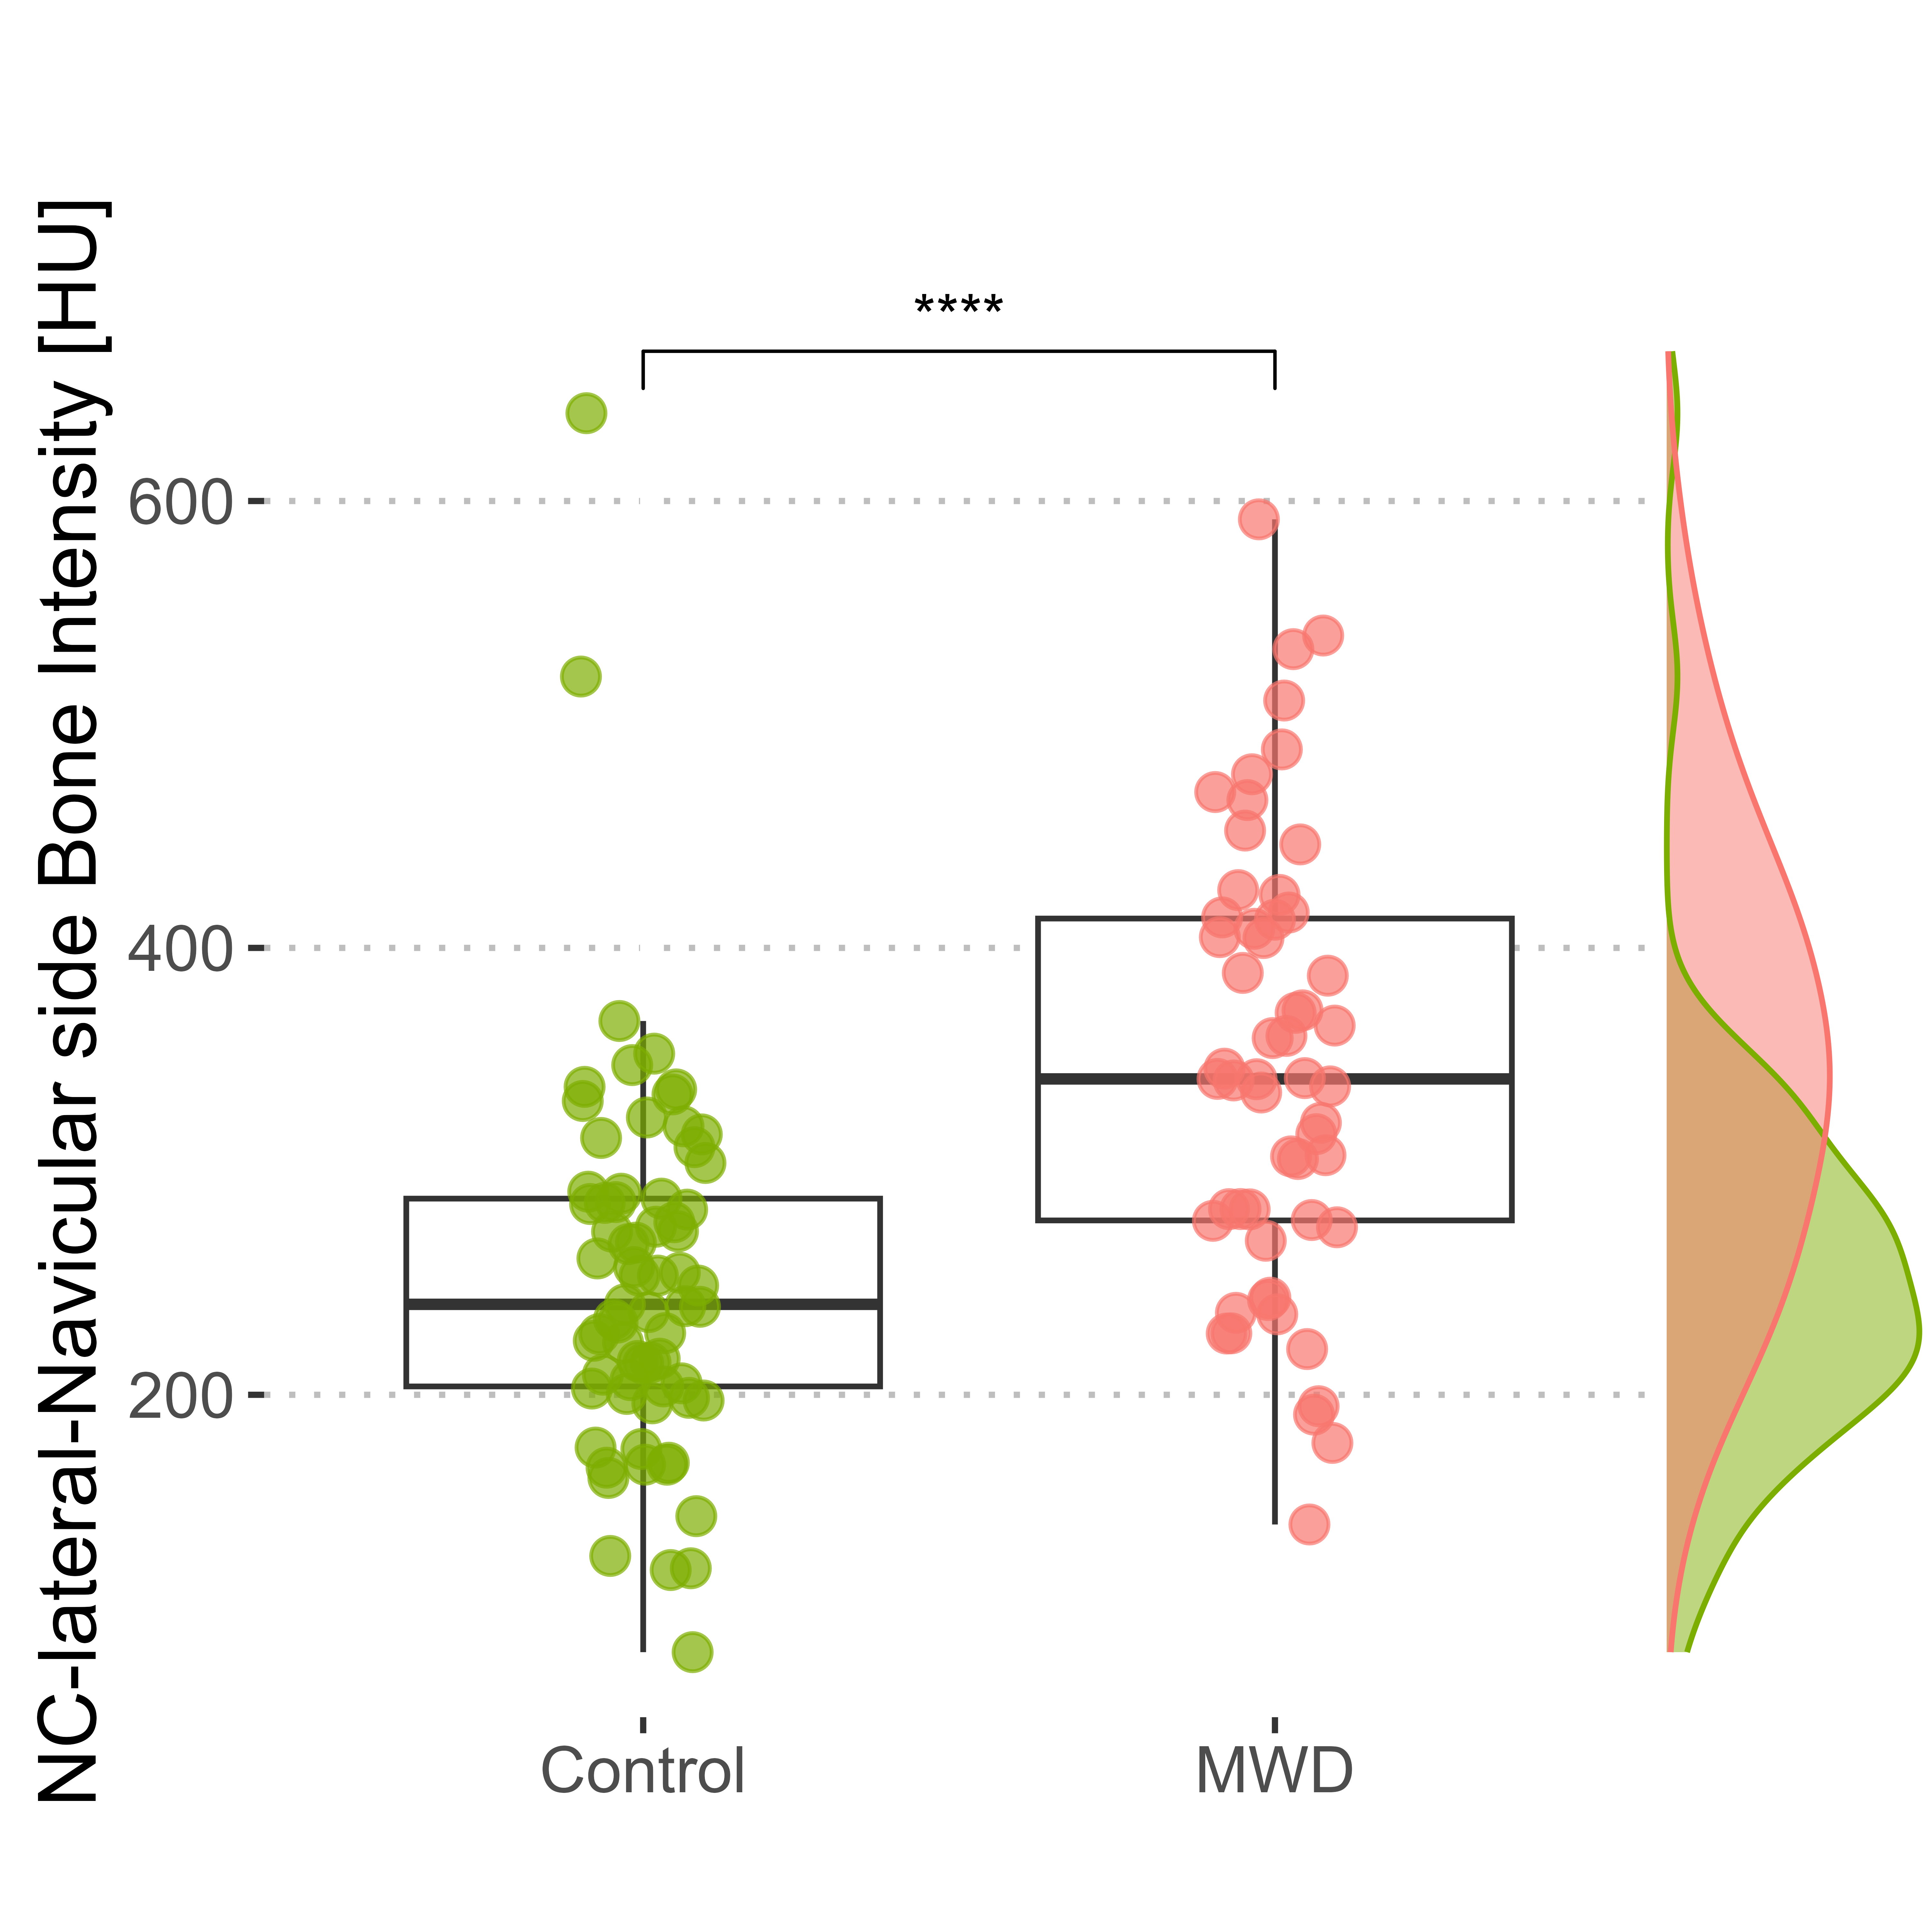 NC-lateral-Navicular side Bone Intensity [HU]
****
600
400
200
Control
MWD